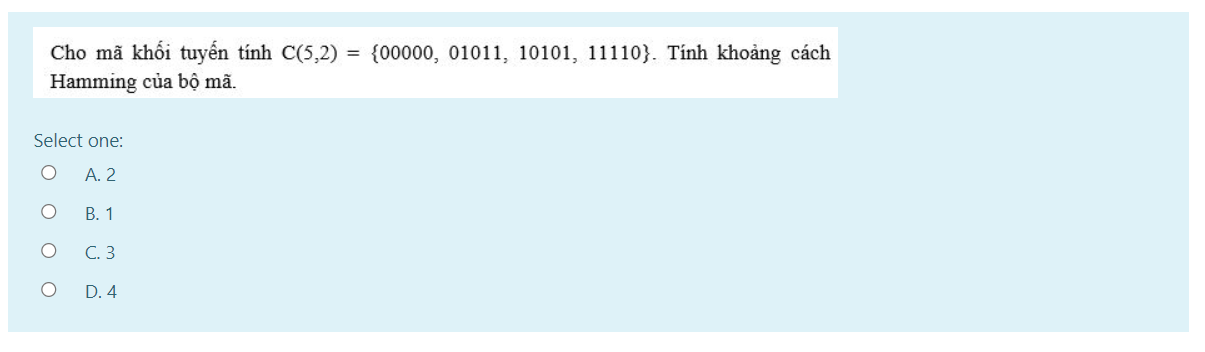 Cho mã khối tuyến tính C(5,2) = {00000, 01011, 10101, 11110}. Tính khoảng cách
Hamming của bộ mã.
Select one:
A. 2
B. 1
C. 3
D. 4